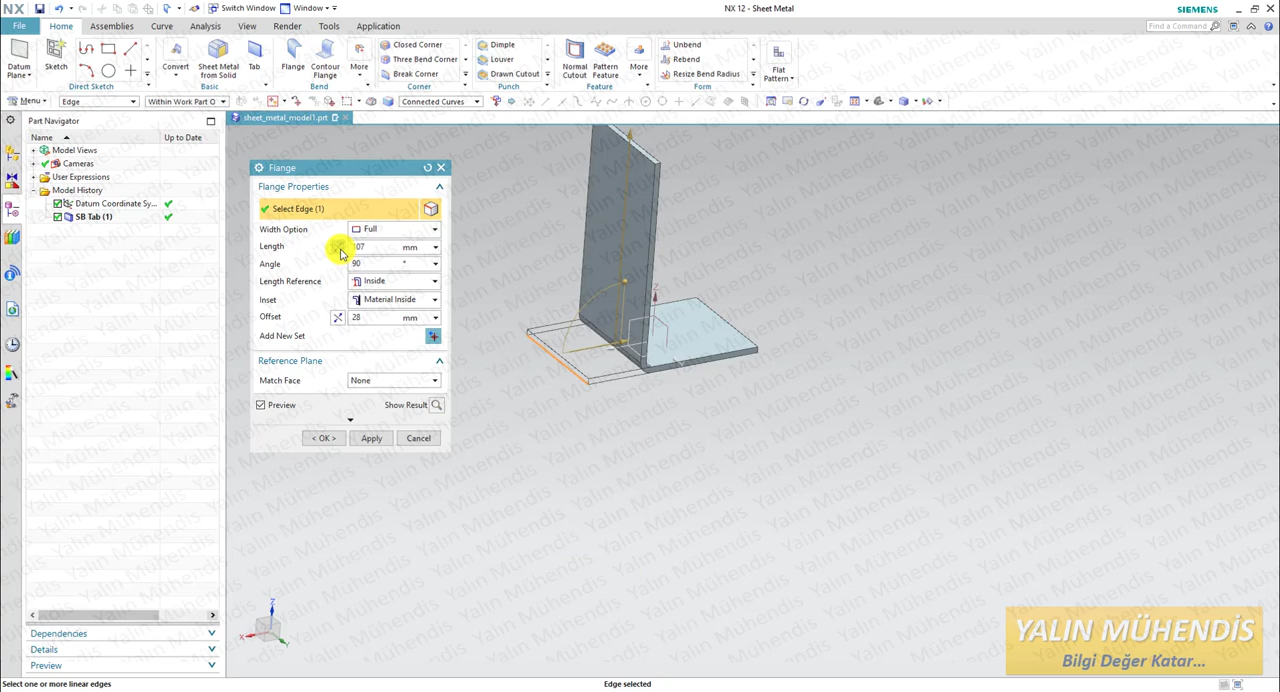 NX
Switch Window
Window
NX 12 - Sheet Metal
SIEMENS
File
Home
Assemblies
Curve
Analysis
View
Render
Tools
Application
Find a Command
Datum Plane
Sketch
Direct Sketch
Convert
Sheet Metal from Solid
Tab
Basic
Flange
Contour Flange
More
Bend
Closed Corner
Three Bend Corner
Break Corner
Corner
Dimple
Louver
Drawn Cutout
Punch
Normal Cutout
Pattern Feature
More
Feature
Unbend
Rebend
Resize Bend Radius
Form
Flat Pattern
Menu
Edge
Within Work Part O
Connected Curves
Part Navigator
sheet_metal_model1.prt
Name
Up to Date
Model Views
Cameras
User Expressions
Model History
Datum Coordinate Sy...
SB Tab (1)
Flange
Flange Properties
Select Edge (1)
Width Option
Full
Length
107 mm
Angle
90 °
Length Reference
Inside
Inset
Material Inside
Offset
28 mm
Add New Set
Reference Plane
Match Face
None
Preview
Show Result
< OK >
Apply
Cancel
Z
Z
X
Y
Dependencies
Details
Preview
YALIN MÜHENDİS
Bilgi Değer Katar...
Select one or more linear edges
Edge selected
Yalın Mühendis